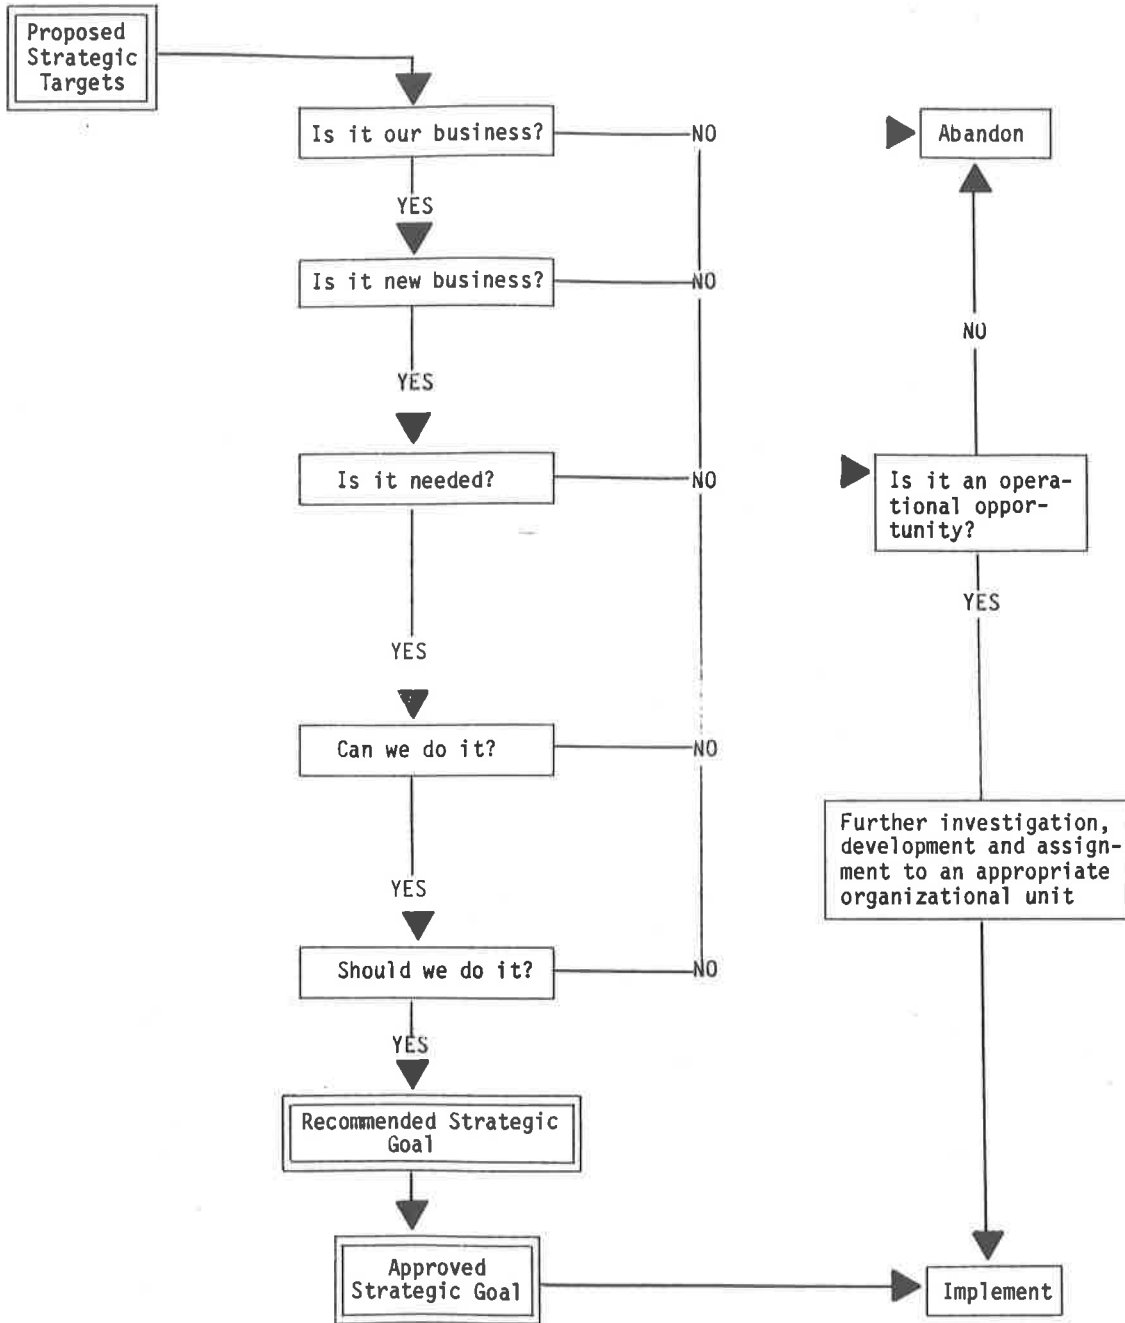 Proposed
Strategic
Targets
Is it our business?
NO
Abandon
YES
Is it new business?
NO
NO
YES
Is it needed?
NO
Is it an opera-
tional oppor-
tunity?
YES
YES
Can we do it?
NO
Further investigation,
development and assign-
ment to an appropriate
organizational unit
YES
Should we do it?
NO
YES
Recommended Strategic
Goal
Approved
Strategic Goal
Implement